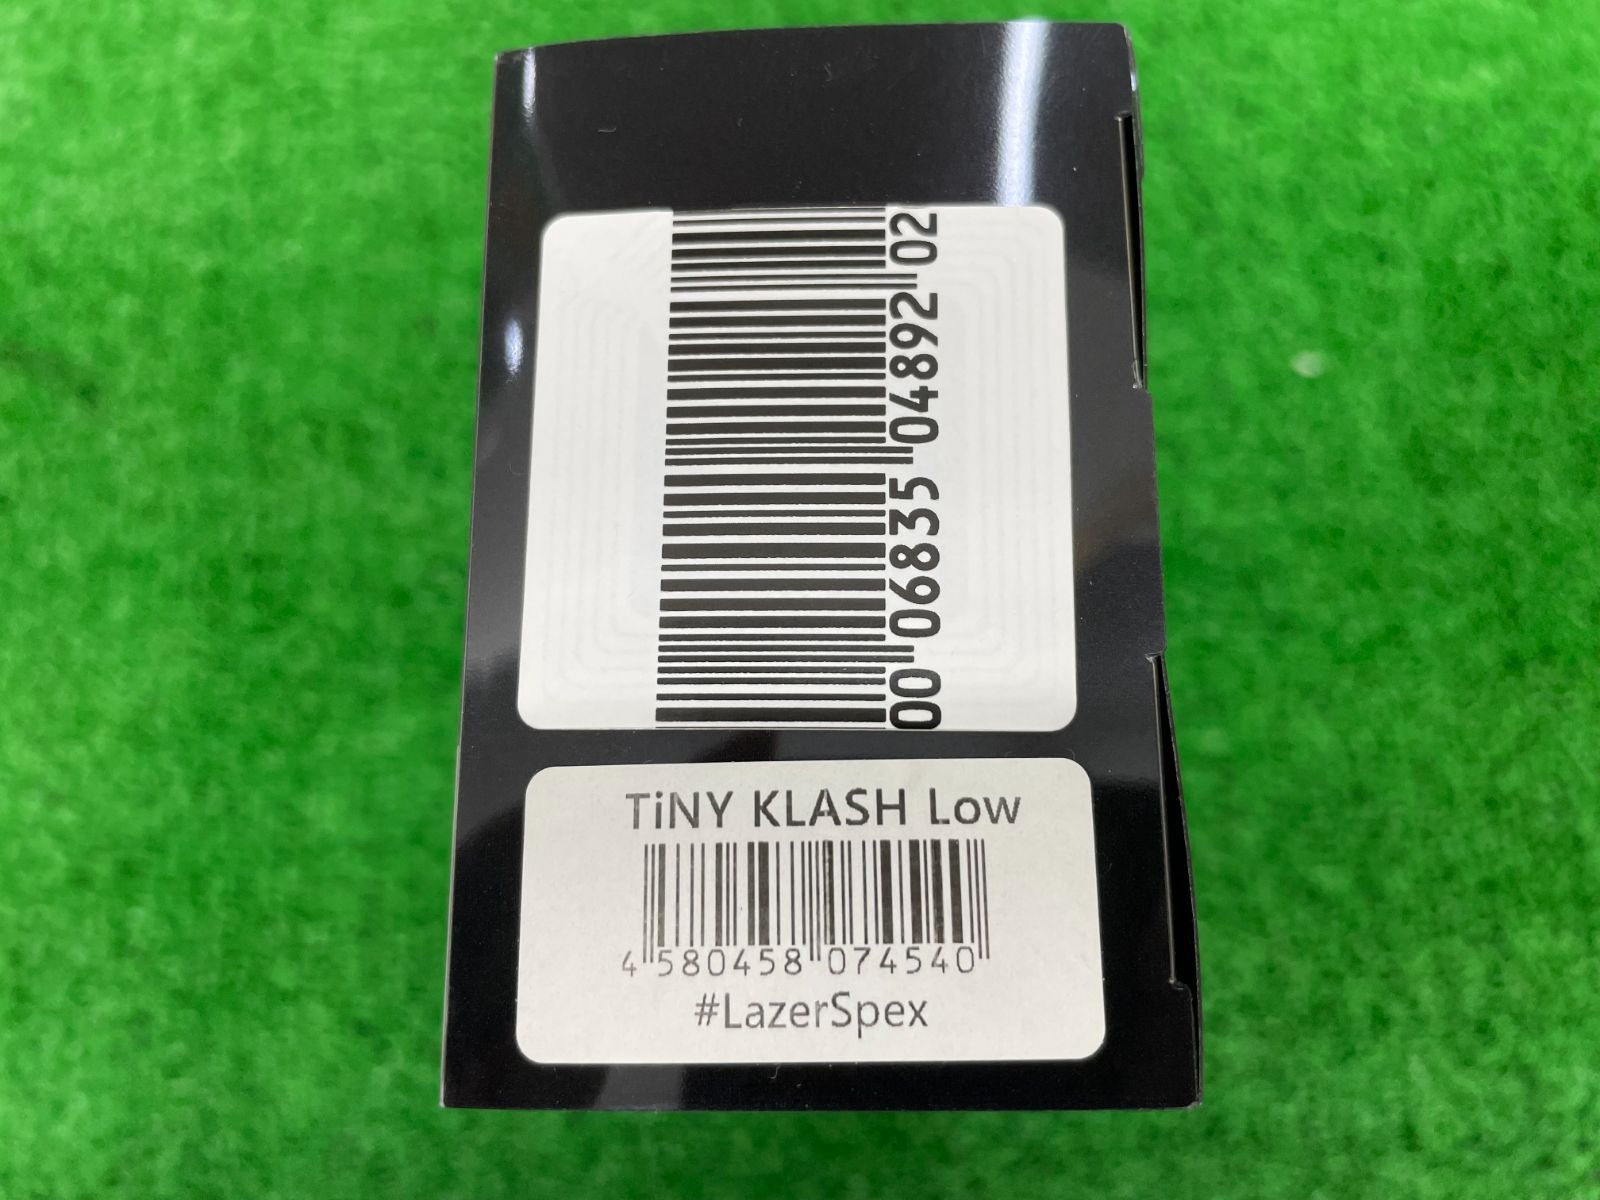 00 06835 04892 02
TiNY KLASH Low
4 580458 074540
#LazerSpex